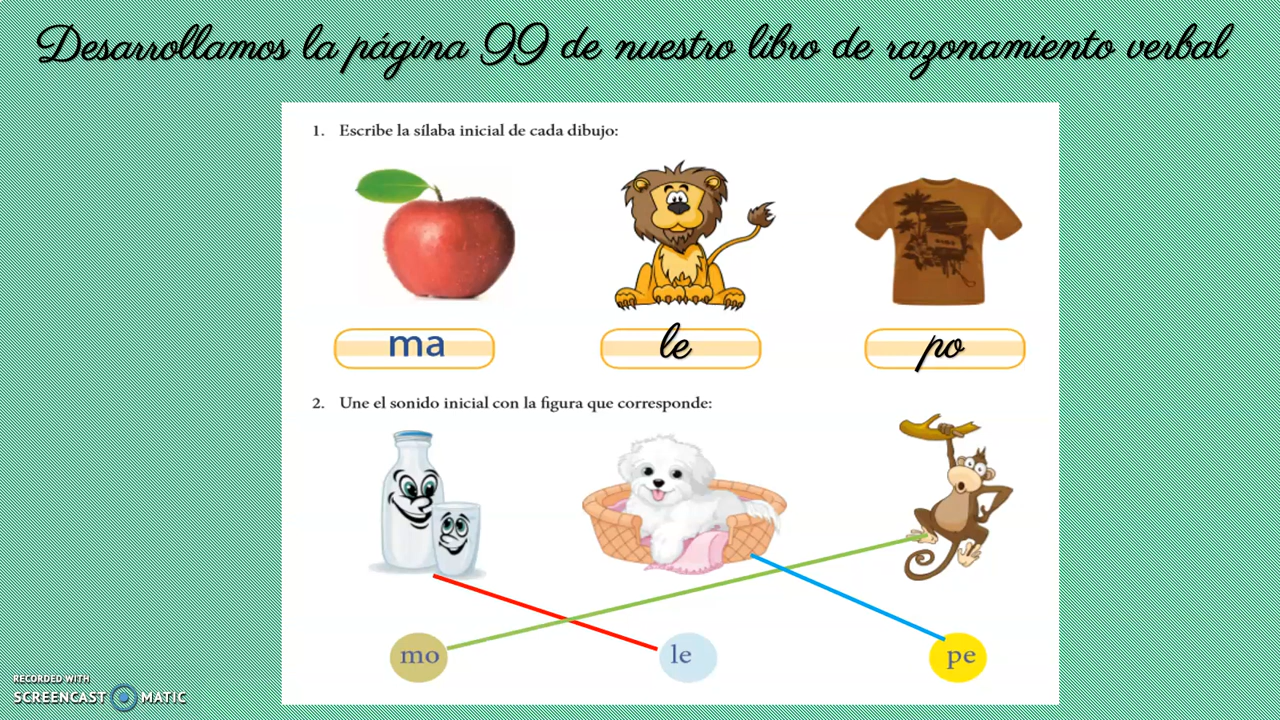 Desarrollamos la página 99 de nuestro libro de razonamiento verbal
1. Escribe la sílaba inicial de cada dibujo:
ma le po
2. Une el sonido inicial con la figura que corresponde:
mo le pe
RECORDED WITH
SCREENCAST MATIC